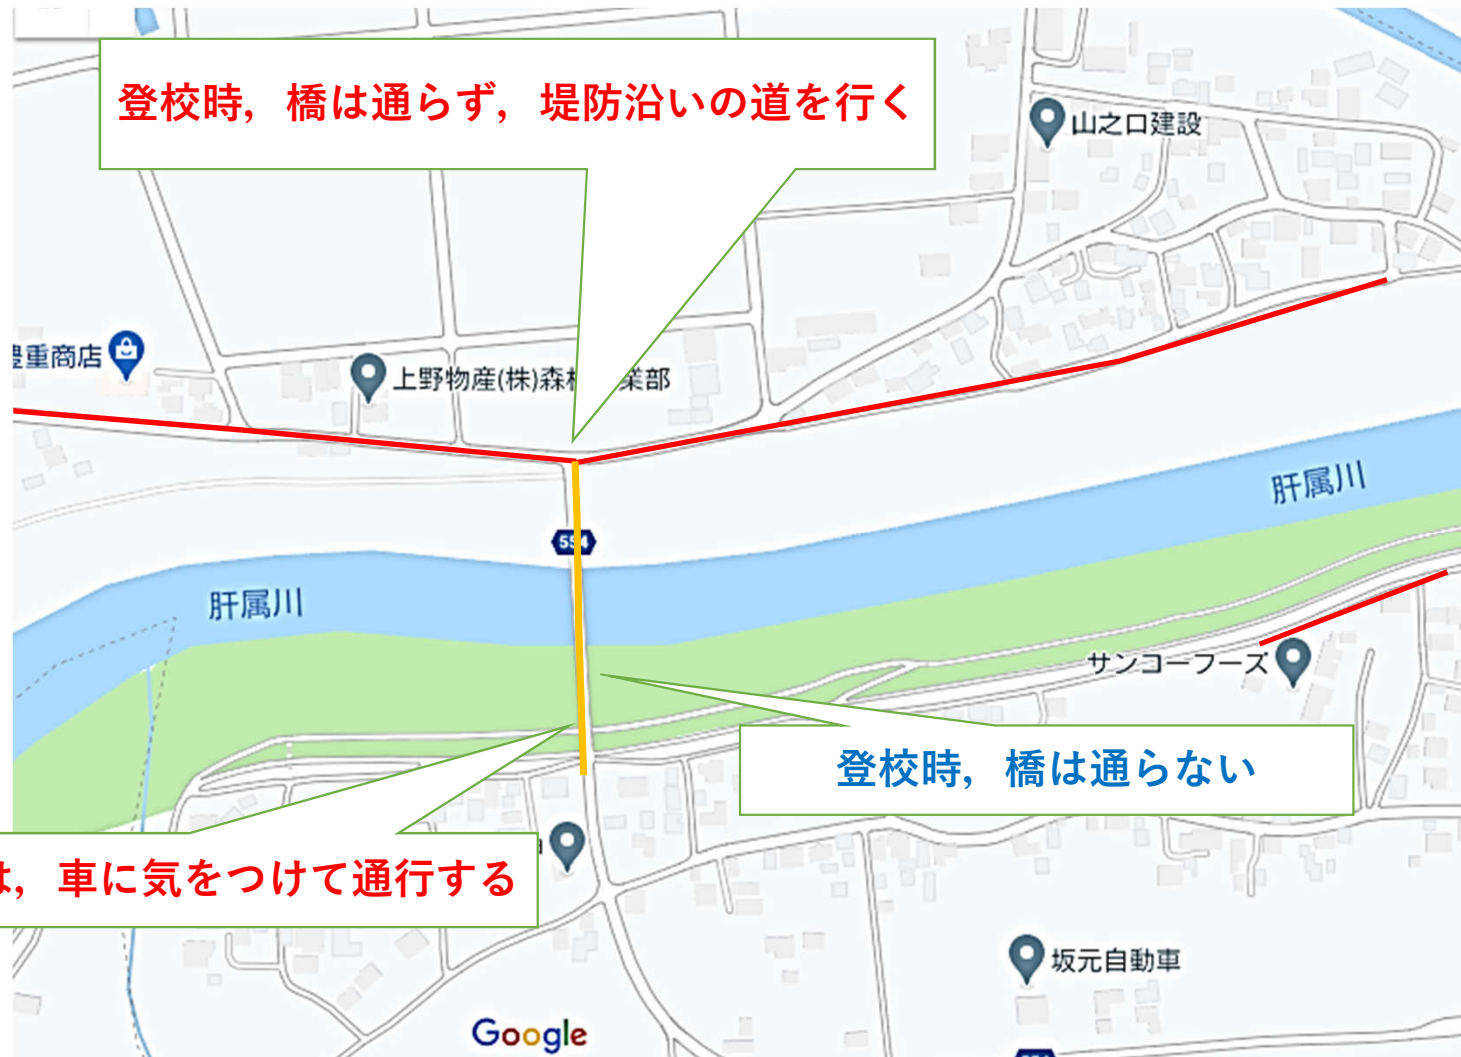 登校時，橋は通らず，堤防沿いの道を行く
山之口建設
重商店
上野物産(株)森
業部
554
肝属川
肝属川
サンコーフーズ
登校時，橋は通らない
は，車に気をつけて通行する
坂元自動車
Google